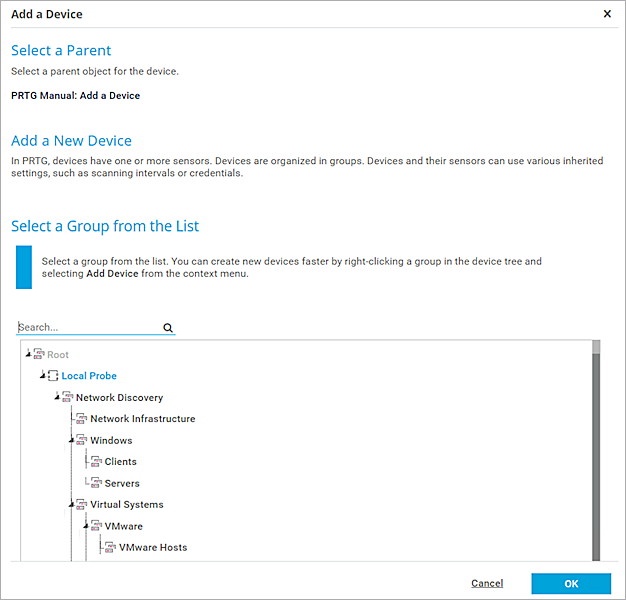 Add a Device
Select a Parent
Select a parent object for the device.
PRTG Manual: Add a Device
Add a New Device
In PRTG, devices have one or more sensors. Devices are organized in groups. Devices and their sensors can use various inherited
settings, such as scanning intervals or credentials.
Select a Group from the List
Select a group from the list. You can create new devices faster by right-clicking a group in the device tree and
selecting Add Device from the context menu.
Search...
Root
Local Probe
Network Discovery
Network Infrastructure
Windows
Clients
Servers
Virtual Systems
VMware
VMware Hosts
Cancel
OK